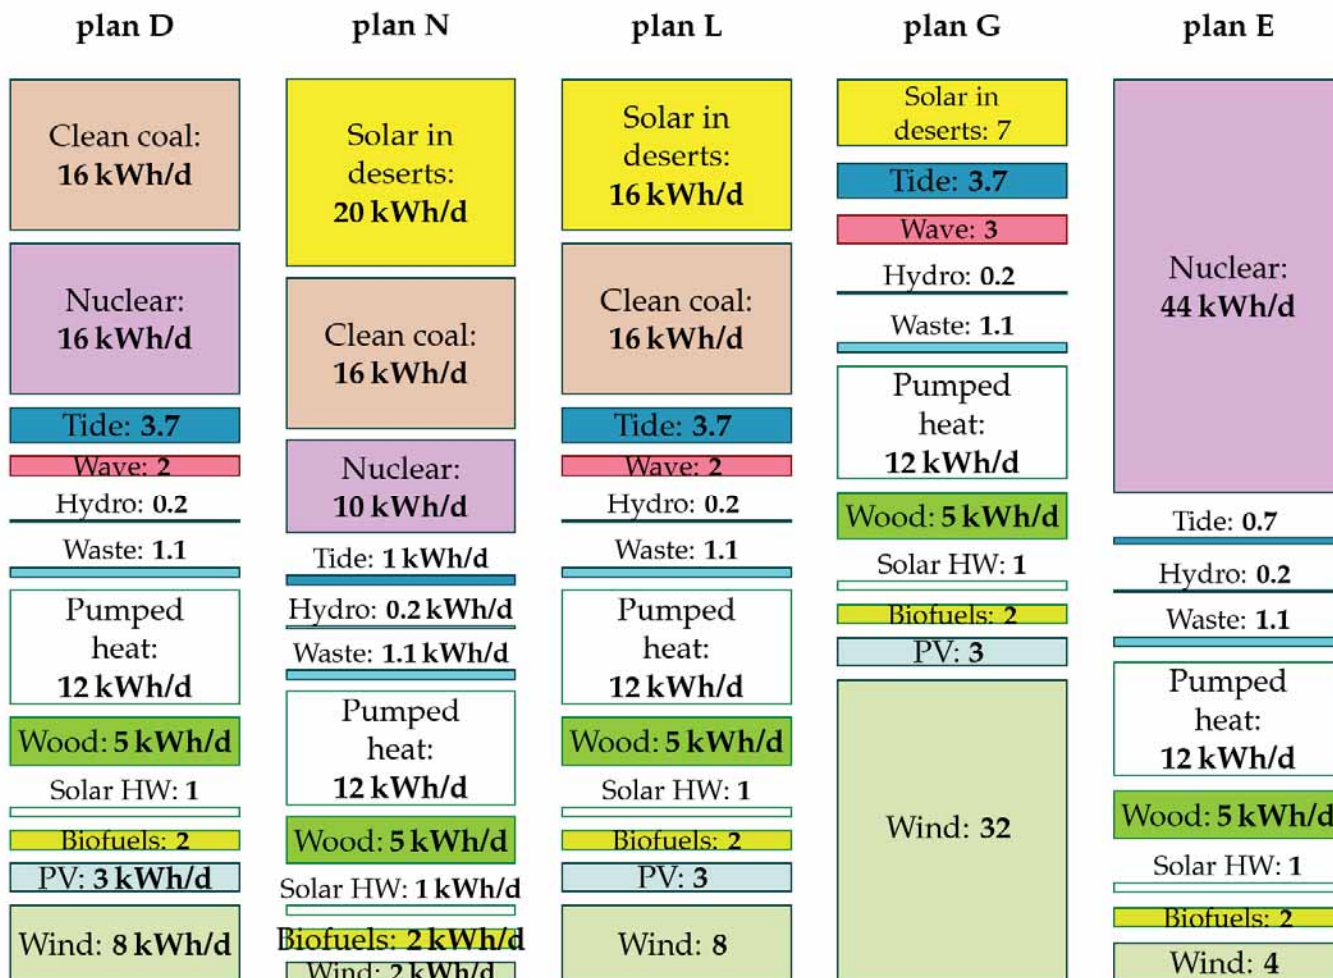 plan D
Clean coal:
16 kWh/d
Nuclear:
16 kWh/d
Tide: 3.7
Wave: 2
Hydro: 0.2
Waste: 1.1
Pumped
heat:
12 kWh/d
Wood: 5 kWh/d
Solar HW: 1
Biofuels: 2
PV: 3 kWh/d
Wind: 8 kWh/d
plan N
Solar in
deserts:
20 kWh/d
Clean coal:
16 kWh/d
Nuclear:
10 kWh/d
Tide: 1 kWh/d
Hydro: 0.2 kWh/d
Waste: 1.1 kWh/d
Pumped
heat:
12 kWh/d
Wood: 5 kWh/d
Solar HW: 1 kWh/d
Biofuels: 2 kWh/d
Wind: 2 kWh/d
plan L
Solar in
deserts:
16 kWh/d
Clean coal:
16 kWh/d
Tide: 3.7
Wave: 2
Hydro: 0.2
Waste: 1.1
Pumped
heat:
12 kWh/d
Wood: 5 kWh/d
Solar HW: 1
Biofuels: 2
PV: 3
Wind: 8
plan G
Solar in
deserts: 7
Tide: 3.7
Wave: 3
Hydro: 0.2
Waste: 1.1
Pumped
heat:
12 kWh/d
Wood: 5 kWh/d
Solar HW: 1
Biofuels: 2
PV: 3
Wind: 32
plan E
Nuclear:
44 kWh/d
Tide: 0.7
Hydro: 0.2
Waste: 1.1
Pumped
heat:
12 kWh/d
Wood: 5 kWh/d
Solar HW: 1
Biofuels: 2
Wind: 4